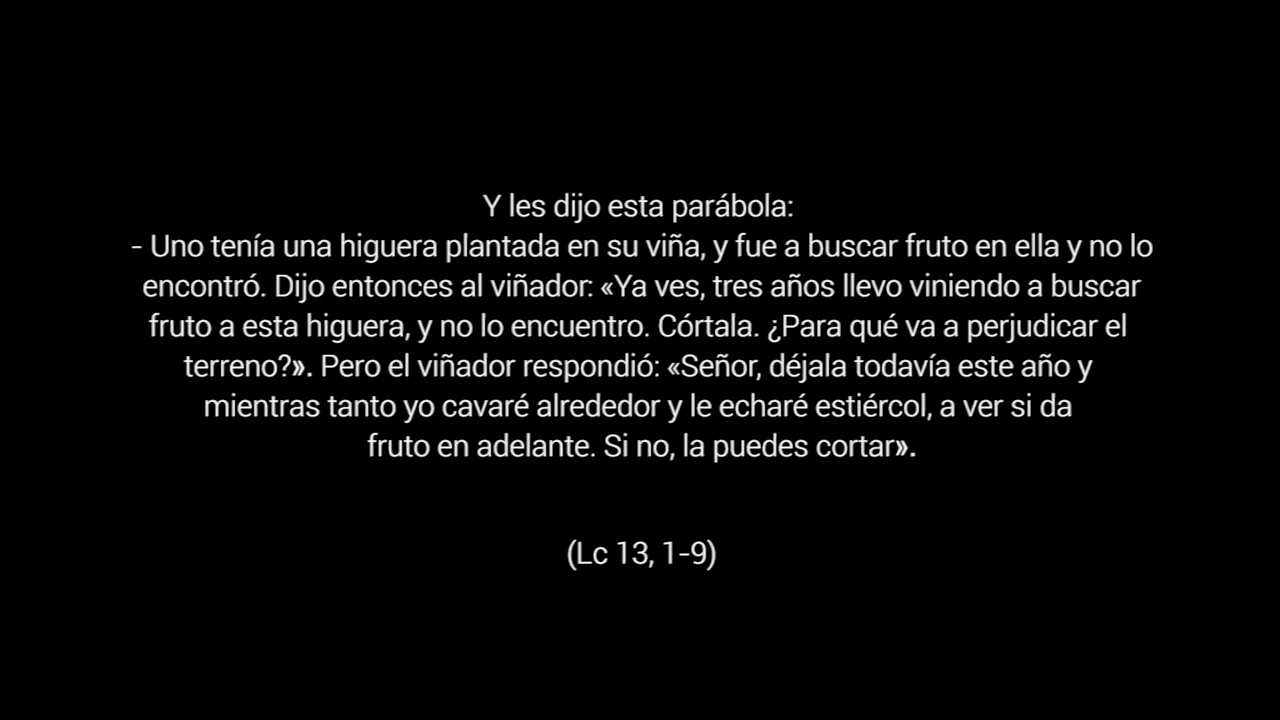 Y les dijo esta parábola:
- Uno tenía una higuera plantada en su viña, y fue a buscar fruto en ella y no lo
encontró. Dijo entonces al viñador: «Ya ves, tres años llevo viniendo a buscar
fruto a esta higuera, y no lo encuentro. Córtala. ¿Para qué va a perjudicar el
terreno?». Pero el viñador respondió: «Señor, déjala todavía este año y
mientras tanto yo cavaré alrededor y le echaré estiércol, a ver si da
fruto en adelante. Si no, la puedes cortar».
(Lc 13, 1-9)